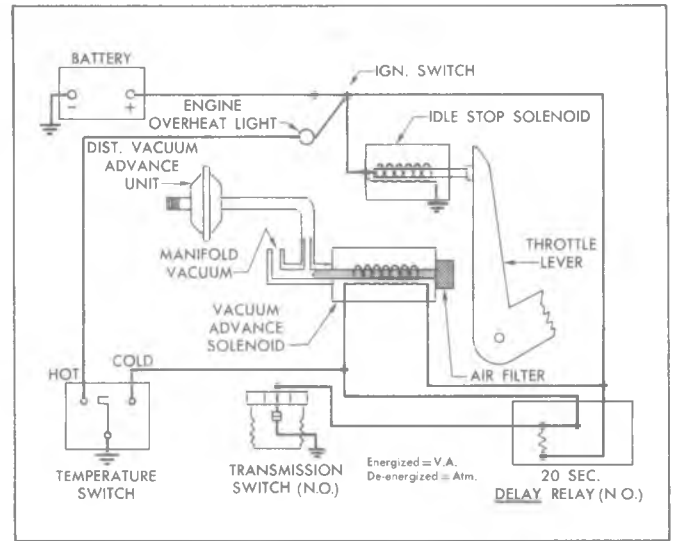 BATTERY
- +
IGN. SWITCH
ENGINE
OVERHEAT LIGHT
IDLE STOP SOLENOID
DIST. VACUUM
ADVANCE
UNIT
MANIFOLD
VACUUM
THROTTLE
LEVER
VACUUM
ADVANCE
SOLENOID
AIR FILTER
HOT
COLD
TEMPERATURE
SWITCH
TRANSMISSION
SWITCH (N.O.)
Energized = V.A.
De-energized = Atm.
20 SEC.
DELAY RELAY (N O.)